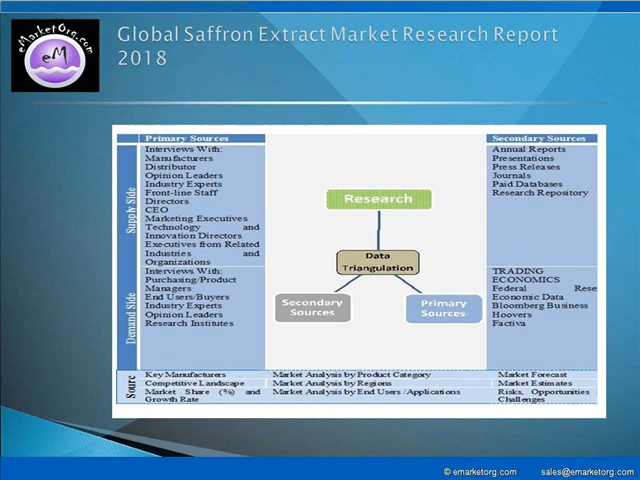 eMarketOrg.com
eM
Global Saffron Extract Market Research Report
2018
Primary Sources
Secondary Sources
Supply Side
Interviews With:
Manufacturers
Distributor
Opinion Leaders
Industry Experts
Front-line Staff
Directors
CEO
Marketing Executives
Technology and
Innovation Directors
Executives from Related
Industries and
Organizations
Annual Reports
Presentations
Press Releases
Journals
Paid Databases
Research Repository
Research
Data
Triangulation
Secondary
Sources
Primary
Sources
Demand Side
Interviews With:
Purchasing/Product
Managers
End Users/Buyers
Industry Experts
Opinion Leaders
Research Institutes
TRADING
ECONOMICS
Federal Rese
Economic Data
Bloomberg Business
Hoovers
Factiva
Sourc
Key Manufacturers
Competitive Landscape
Market Share (%) and
Growth Rate
Market Analysis by Product Category
Market Analysis by Regions
Market Analysis by End Users /Applications
Market Forecast
Market Estimates
Risks, Opportunities
Challenges
© emarketorg.com
sales@emarketorg.com